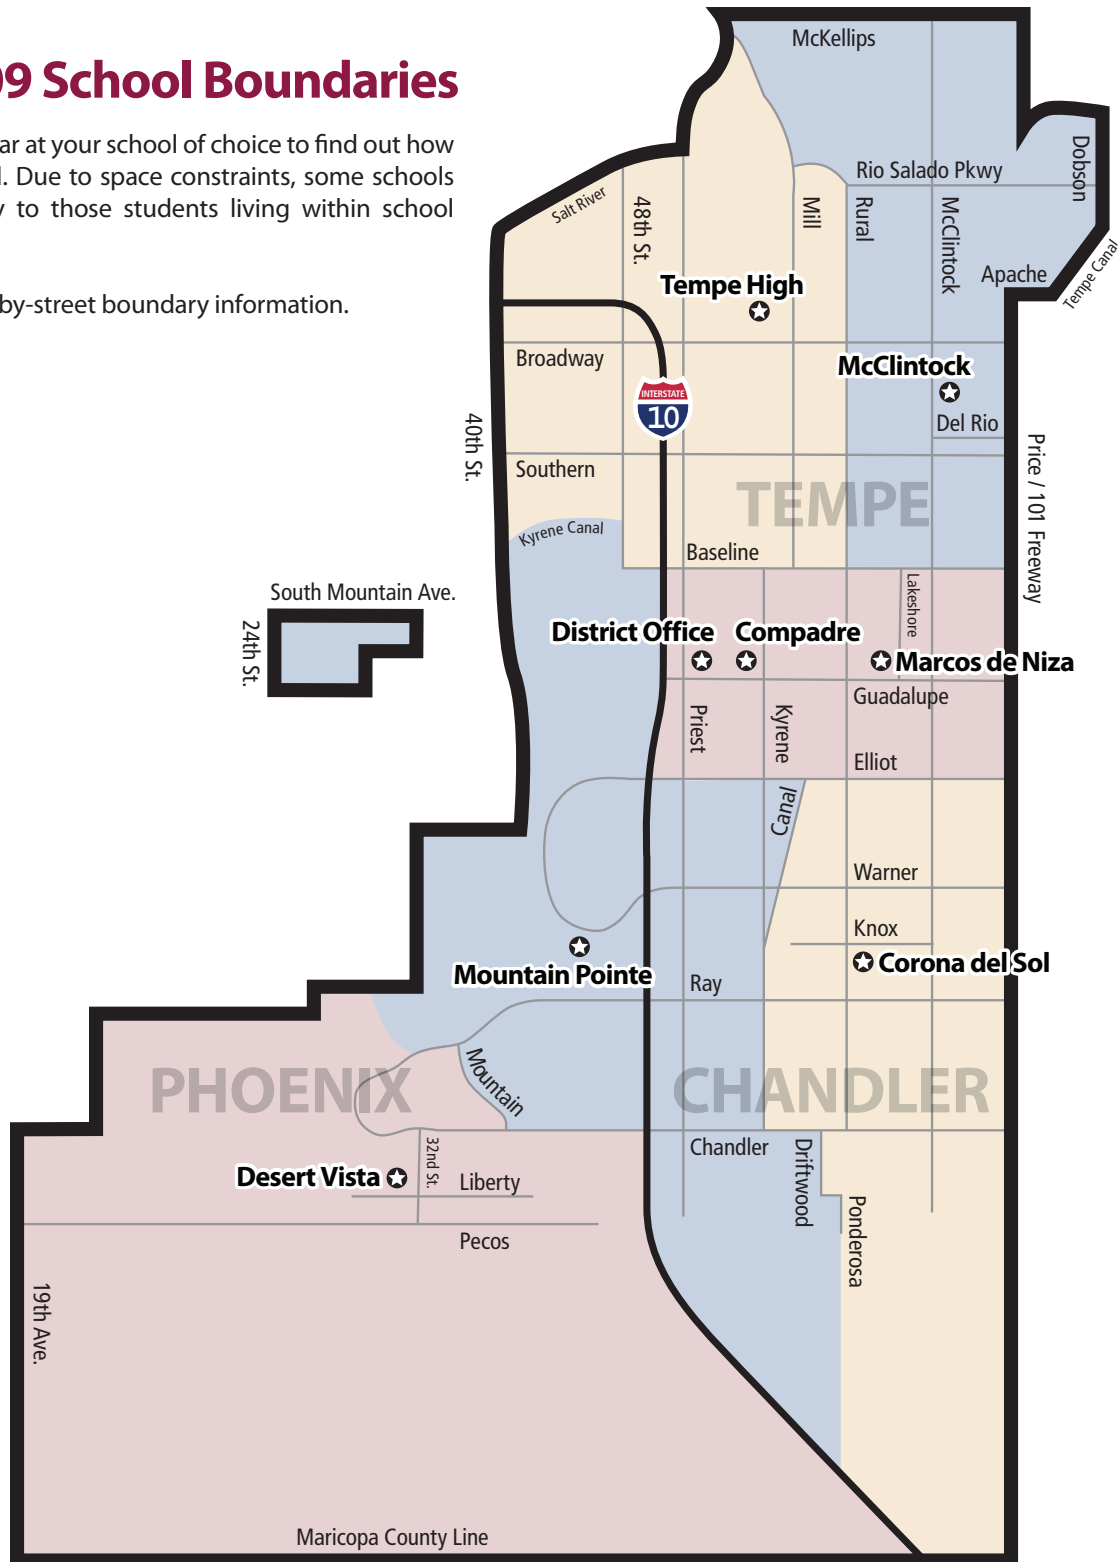 09 School Boundaries
ar at your school of choice to find out how
. Due to space constraints, some schools
to those students living within school
by-street boundary information.
McKellips
Dobson
Rio Salado Pkwy
Salt River
48th St.
Mill
Rural
McClintock
Apache
Tempe Canal
Tempe High
Broadway
McClintock
INTERSTATE
10
Del Rio
40th St.
Price / 101 Freeway
Southern
TEMPE
Kyrene Canal
Baseline
South Mountain Ave.
24th St.
Lakeshore
District Office
Compadre
Marcos de Niza
Guadalupe
Priest
Kyrene
Elliot
Canal
Warner
Knox
Corona del Sol
Mountain Pointe
Ray
Mountain
PHOENIX
CHANDLER
Chandler
Driftwood
32nd St.
Desert Vista
Liberty
Ponderosa
Pecos
19th Ave.
Maricopa County Line